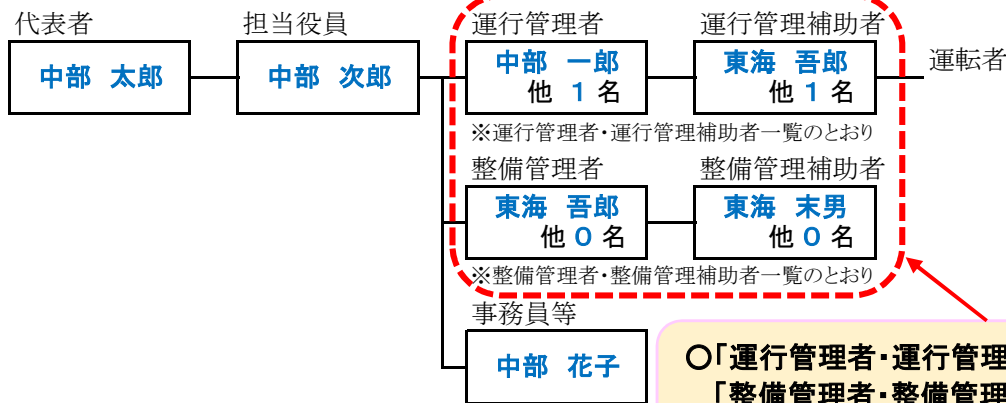 代表者
中部 太郎
担当役員
中部 次郎
運行管理者
中部 一郎
他 1 名
運行管理補助者
東海 吾郎
他 1 名
運転者
※運行管理者・運行管理補助者一覧のとおり
整備管理者
東海 吾郎
他 0 名
整備管理補助者
東海 末男
他 0 名
※整備管理者・整備管理補助者一覧のとおり
事務員等
中部 花子
○「運行管理者・運行管理
「整備管理者・整備管理